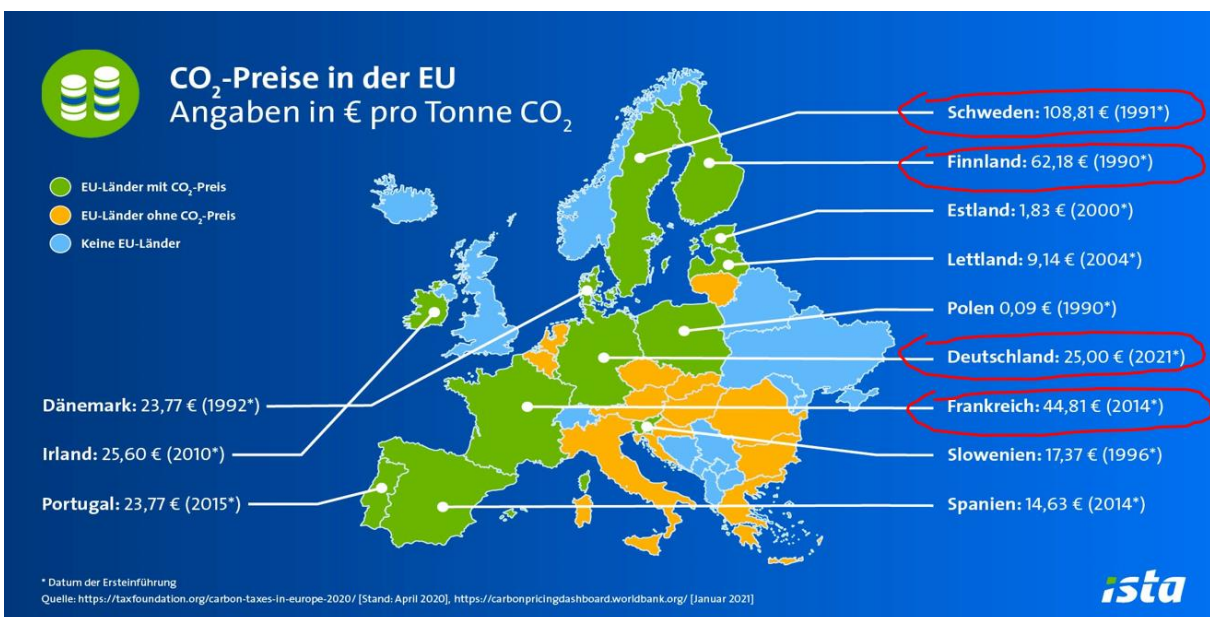 CO₂-Preise in der EU
Angaben in € pro Tonne CO₂
EU-Länder mit CO₂-Preis
EU-Länder ohne CO₂-Preis
Keine EU-Länder
Schweden: 108,81 € (1991*)
Finnland: 62,18 € (1990*)
Estland: 1,83 € (2000*)
Lettland: 9,14 € (2004*)
Polen 0,09 € (1990*)
Deutschland: 25,00 € (2021*)
Frankreich: 44,81 € (2014*)
Slowenien: 17,37 € (1996*)
Spanien: 14,63 € (2014*)
Dänemark: 23,77 € (1992*)
Irland: 25,60 € (2010*)
Portugal: 23,77 € (2015*)
* Datum der Ersteinführung
Quelle: https://taxfoundation.org/carbon-taxes-in-europe-2020/ [Stand: April 2020], https://carbonpricingdashboard.worldbank.org/ [Januar 2021]
ista